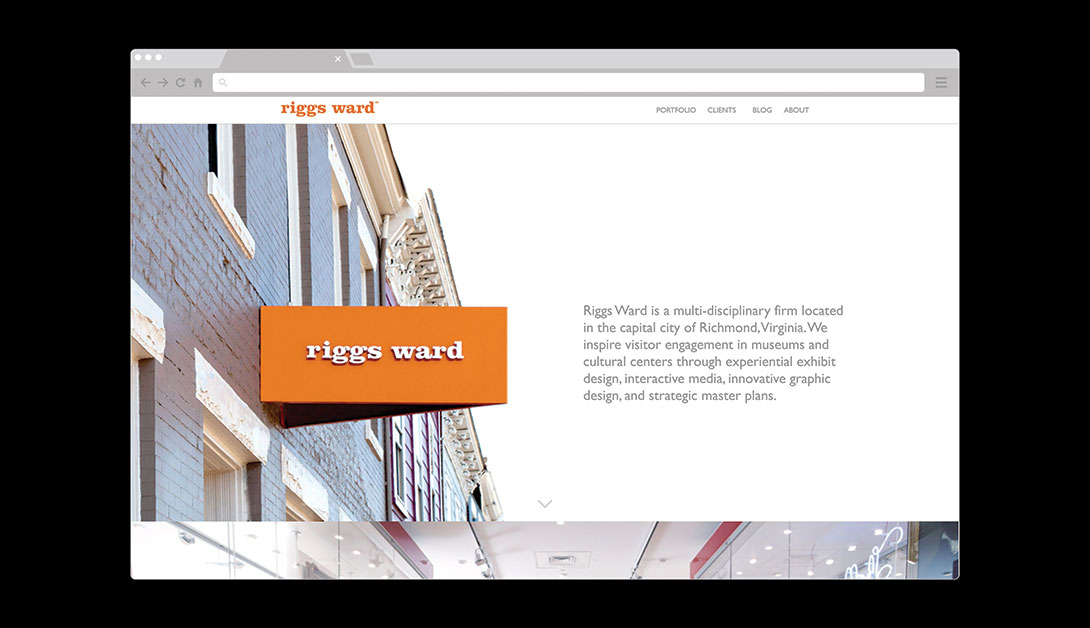 riggs ward™
PORTFOLIO CLIENTS BLOG ABOUT
riggs ward
Riggs Ward is a multi-disciplinary firm located
in the capital city of Richmond, Virginia. We
inspire visitor engagement in museums and
cultural centers through experiential exhibit
design, interactive media, innovative graphic
design, and strategic master plans.